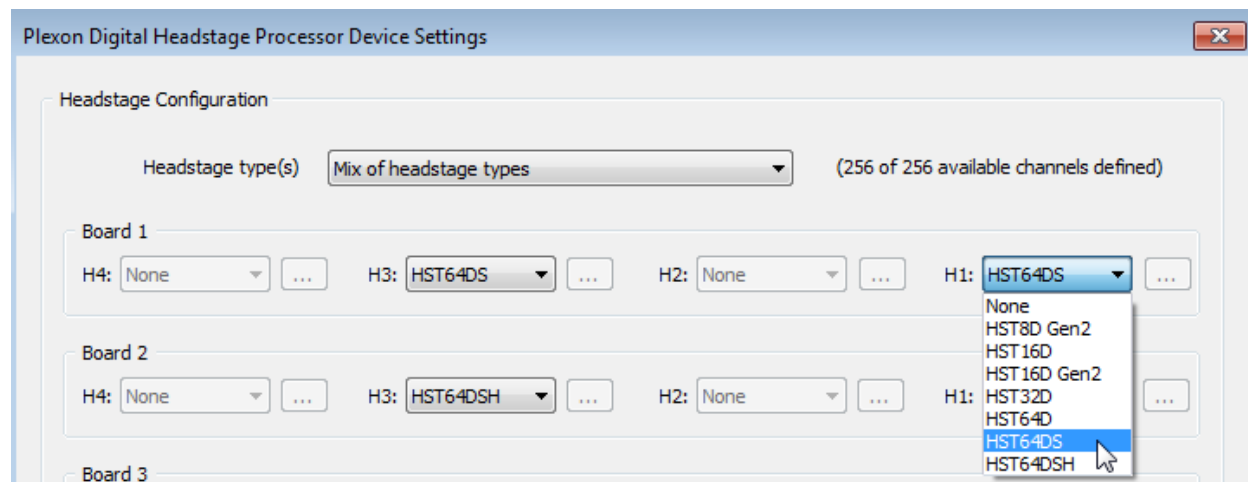 Plexon Digital Headstage Processor Device Settings
Headstage Configuration
Headstage type(s) Mix of headstage types (256 of 256 available channels defined)
Board 1
H4: None ... H3: HST64DS ... H2: None ... H1: HST64DS ...
None
HST8D Gen2
HST16D
HST16D Gen2
HST32D
HST64D
HST64DS
HST64DSH
Board 2
H4: None ... H3: HST64DSH ... H2: None ... H1: ...
Board 3